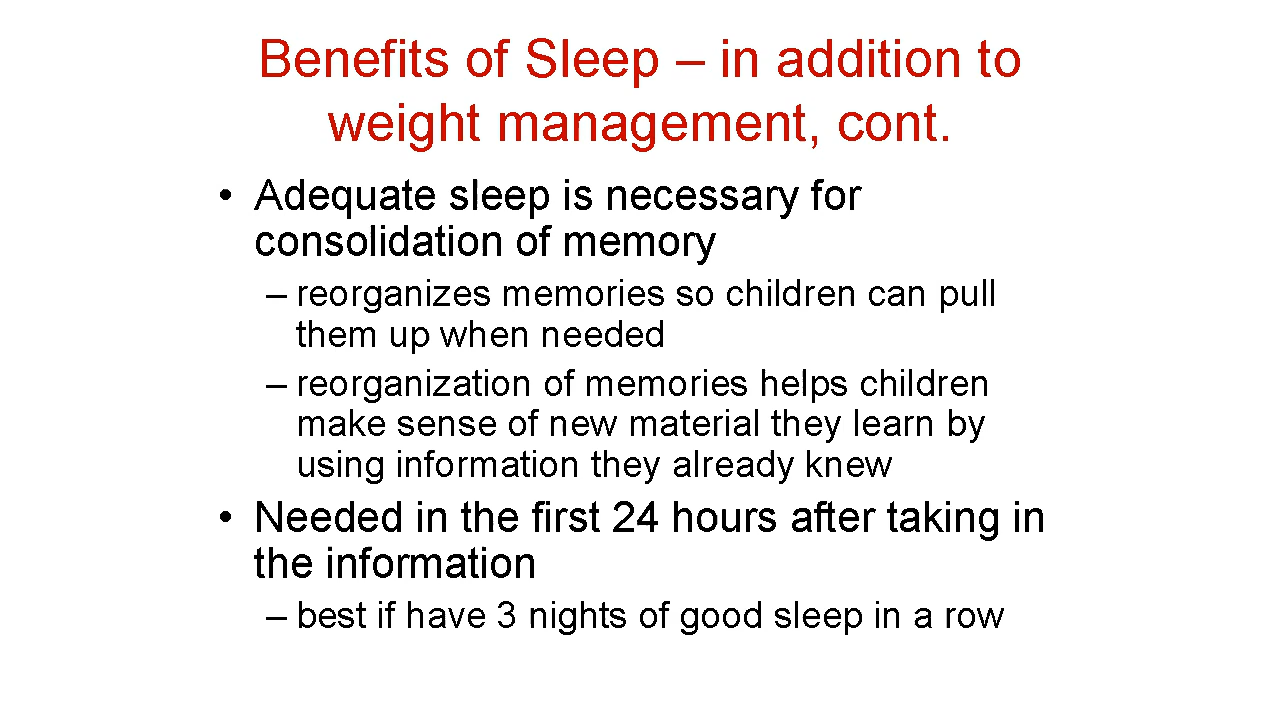 Benefits of Sleep – in addition to
weight management, cont.
• Adequate sleep is necessary for
consolidation of memory
– reorganizes memories so children can pull
them up when needed
– reorganization of memories helps children
make sense of new material they learn by
using information they already knew
• Needed in the first 24 hours after taking in
the information
– best if have 3 nights of good sleep in a row